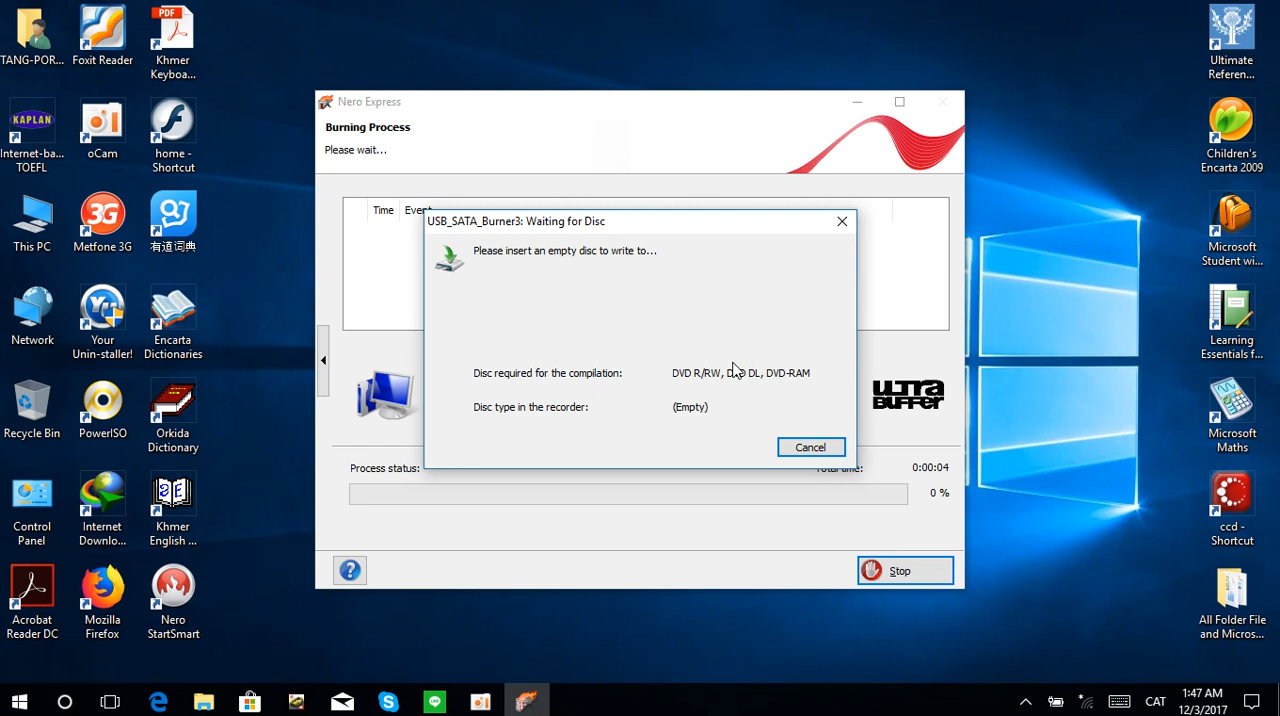 TANG-POR...
Foxit Reader
PDF
Khmer
Keyboa...
KAPLAN
Internet-ba...
TOEFL
oCam
home -
Shortcut
This PC
3G
Metfone 3G
有道词典
Network
Your
Unin-staller!
Encarta
Dictionaries
Recycle Bin
PowerISO
Orkida
Dictionary
Control
Panel
Internet
Downlo...
Khmer
English ...
Acrobat
Reader DC
Mozilla
Firefox
Nero
StartSmart
Nero Express
Burning Process
Please wait...
Time
Event
USB_SATA_Burner3: Waiting for Disc
Please insert an empty disc to write to...
Disc required for the compilation:
DVD R/RW, DVD DL, DVD-RAM
Disc type in the recorder:
(Empty)
Cancel
ULTRA
BUFFER
Process status:
Total time:
0:00:04
0 %
Stop
Ultimate
Referen...
Children's
Encarta 2009
Microsoft
Student wi...
Learning
Essentials f...
Microsoft
Maths
ccd -
Shortcut
All Folder File
and Micros...
CAT
1:47 AM
12/3/2017